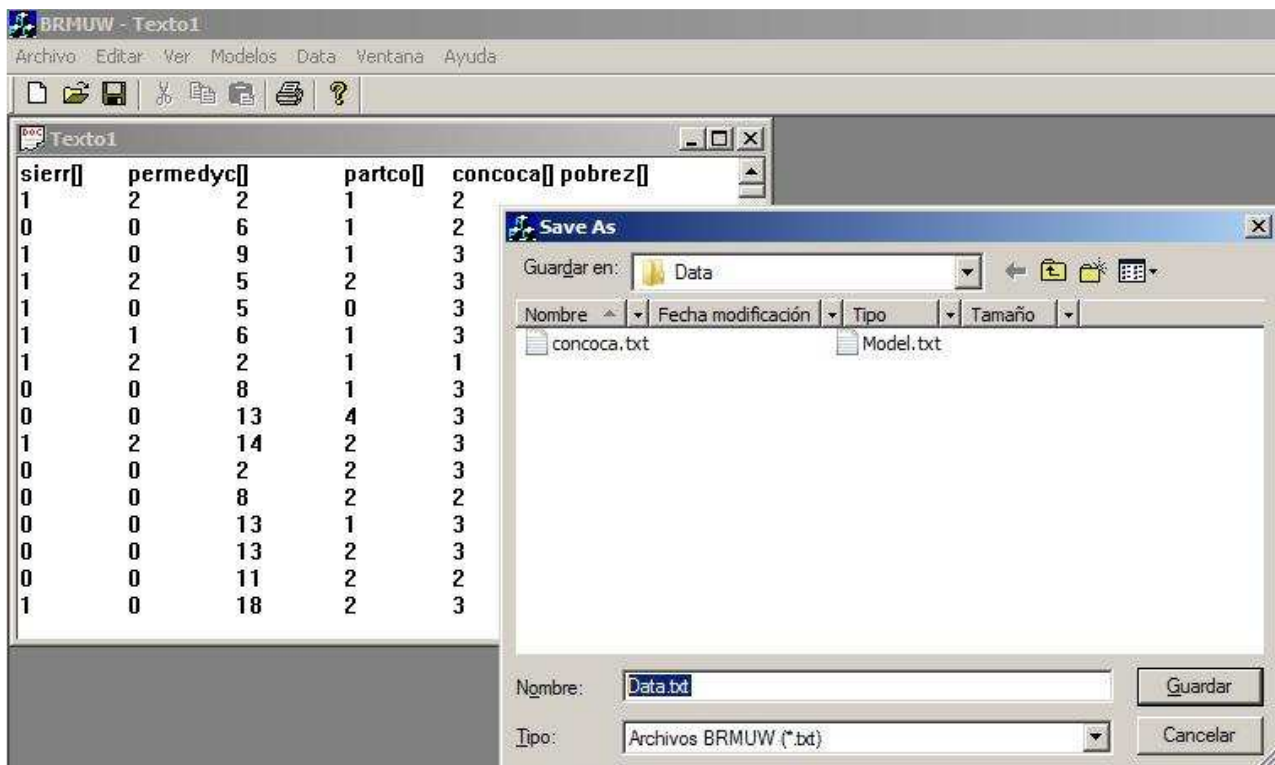 BRMUW - Texto1
Archivo Editar Ver Modelos Data Ventana Ayuda
Texto1
sierr[] permedyc[] partco[] concoca[] pobrez[]
1 2 2 1 2
0 0 6 1 2
1 0 9 1 3
1 2 5 2 3
1 0 5 0 3
1 1 6 1 3
1 2 2 1 1
0 0 8 1 3
0 0 13 4 3
1 2 14 2 3
0 0 2 2 3
0 0 8 2 2
0 0 13 1 3
0 0 13 2 3
0 0 11 2 2
1 0 18 2 3
Save As
Guardar en: Data
Nombre Fecha modificación Tipo Tamaño
concoca.txt Model.txt
Nombre: Data.txt Guardar
Tipo: Archivos BRMUW (*.txt) Cancelar